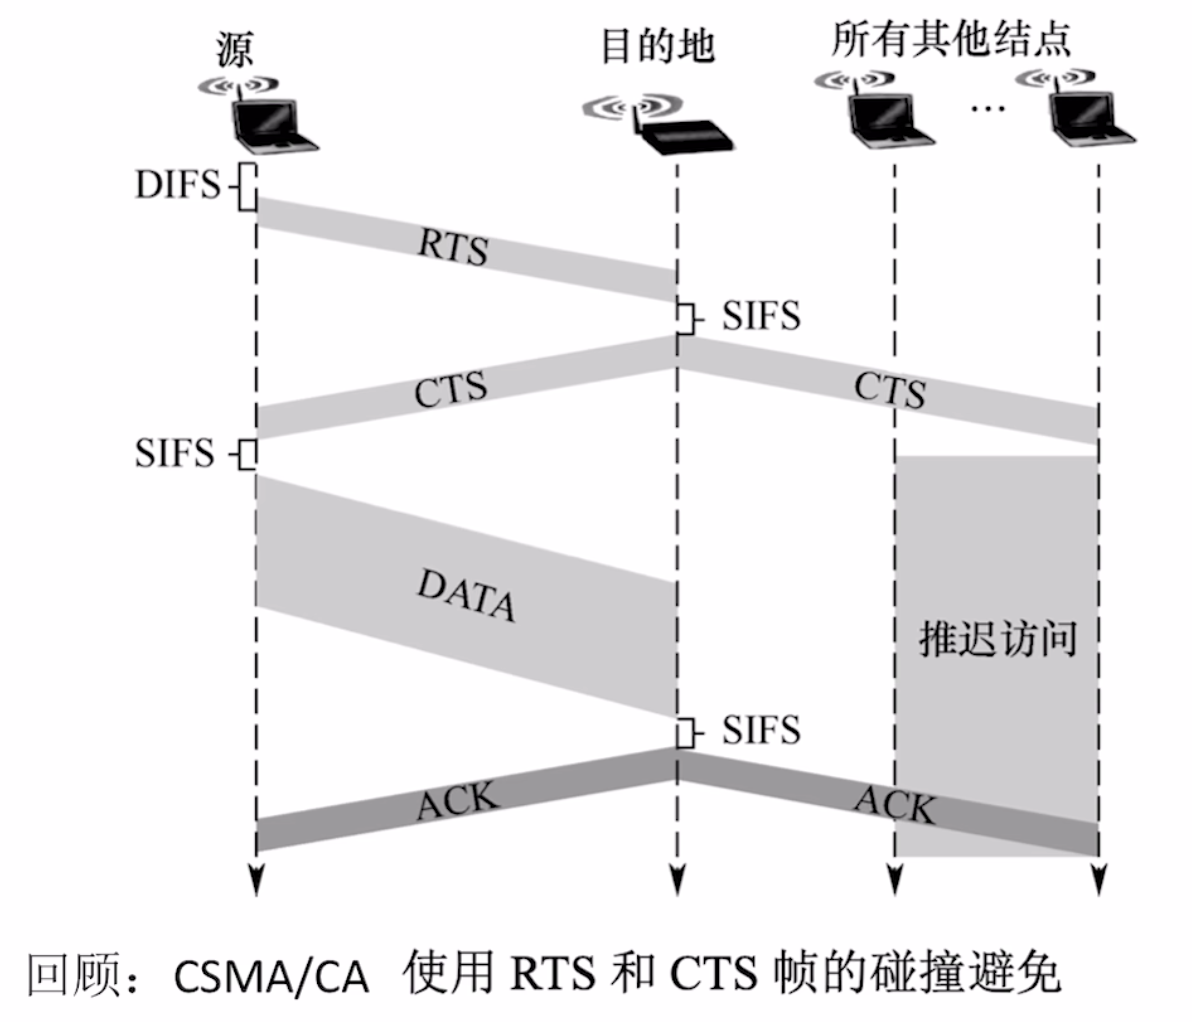 源
目的地
所有其他结点
...
DIFS
RTS
SIFS
CTS
CTS
SIFS
DATA
推迟访问
SIFS
ACK
ACK
回顾：CSMA/CA 使用 RTS 和 CTS 帧的碰撞避免